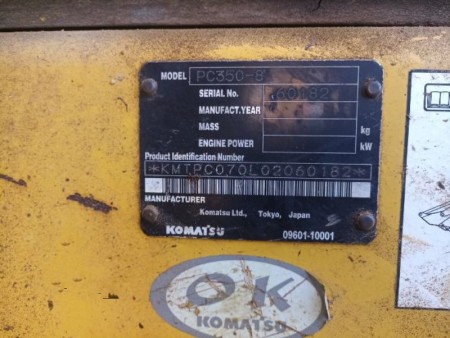 MODEL PC350-8
SERIAL No. 60182
MANUFACT.YEAR
MASS kg
ENGINE POWER kW
Product Identification Number
*KMTPC070L02060182*
MANUFACTURER
Komatsu Ltd., Tokyo, Japan
KOMATSU 09601-10001
OK
KOMATSU